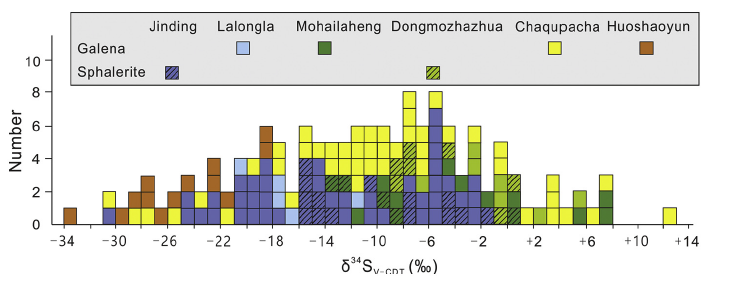 Jinding Lalongla Mohailaheng Dongmozhazhua Chaqupacha Huoshaoyun
Galena
Sphalerite
Number
10
8
6
4
2
0
-34 -30 -26 -22 -18 -14 -10 -6 -2 +2 +6 +10 +14
δ³⁴SV-CDT(‰)